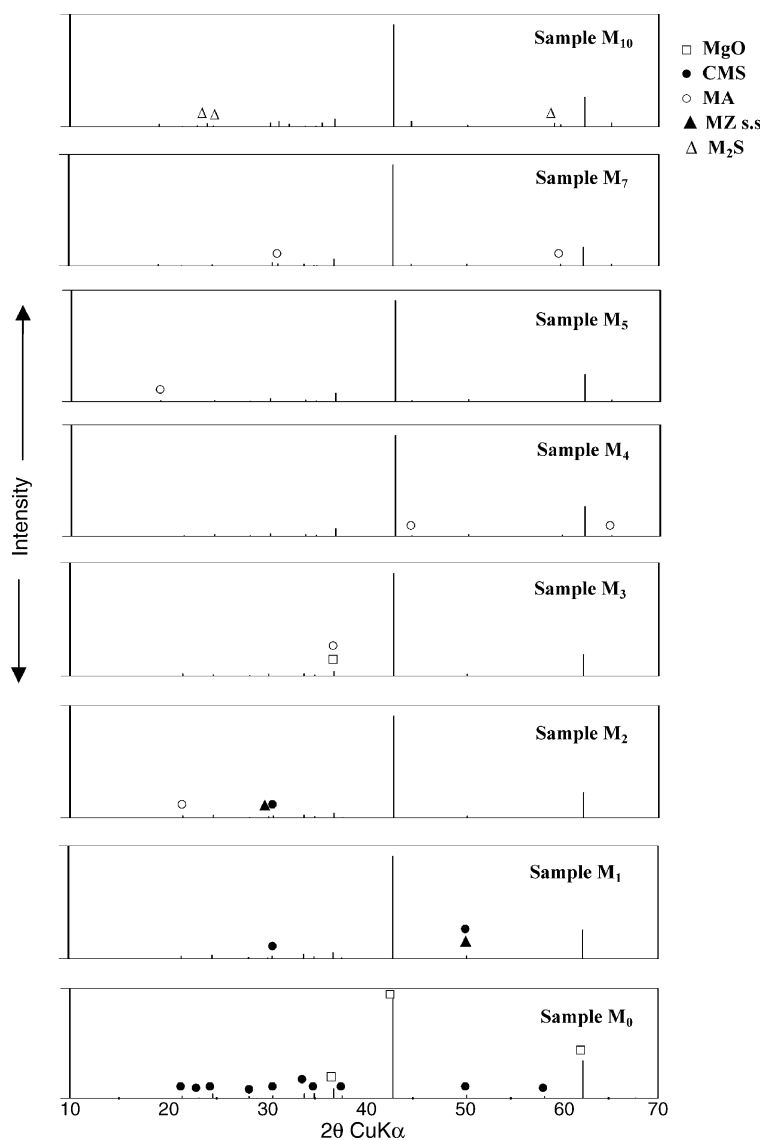 Sample M₁₀
□ MgO
● CMS
○ MA
▲ MZ s.s
△ M₂S
Sample M₇
Sample M₅
Sample M₄
Sample M₃
Sample M₂
Sample M₁
Sample M₀
Intensity
10 20 30 40 50 60 70
2θ CuKα